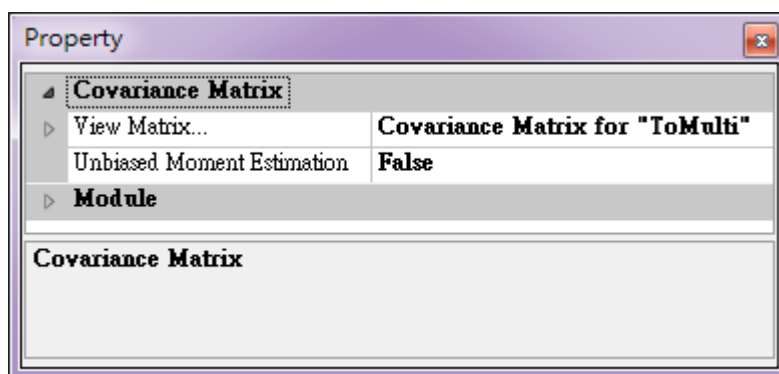 Property
Covariance Matrix
View Matrix... Covariance Matrix for "ToMulti"
Unbiased Moment Estimation False
Module
Covariance Matrix